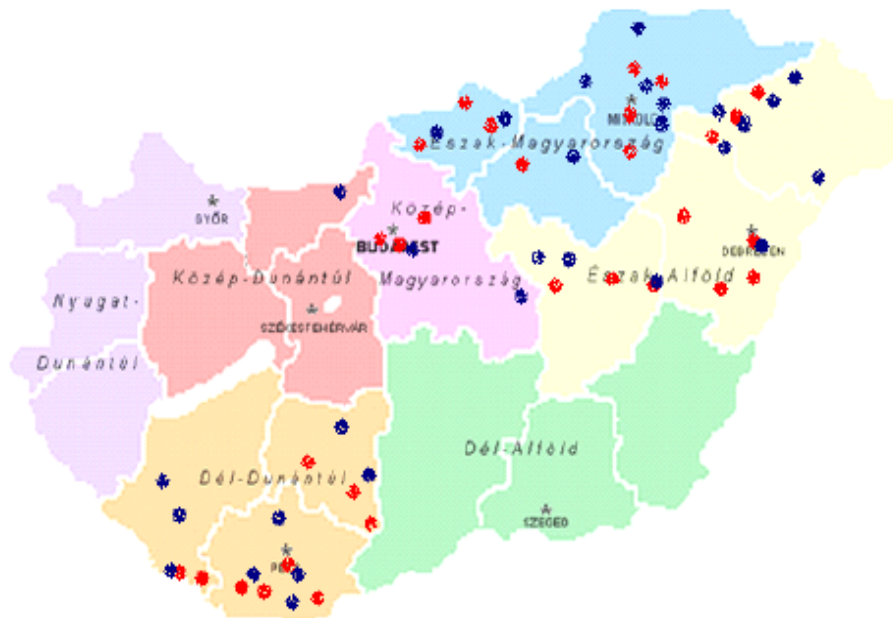 MISKOLC
Észak-Magyarország
GYŐR
Közép-
BUDAPEST
DEBRECEN
Közép-Dunántúl
Magyarország
Észak-Alföld
Nyugat-
SZÉKESFEHÉRVÁR
Dunántúl
Dél-Alföld
Dél-Dunántúl
SZEGED
PÉCS